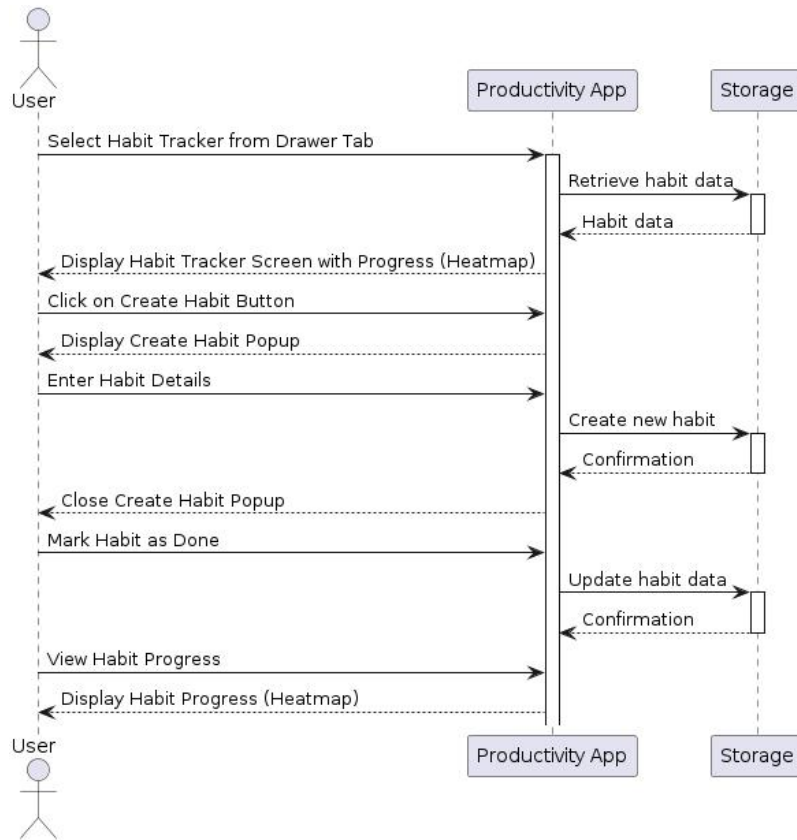 User
Productivity App
Storage
Select Habit Tracker from Drawer Tab
Retrieve habit data
Habit data
Display Habit Tracker Screen with Progress (Heatmap)
Click on Create Habit Button
Display Create Habit Popup
Enter Habit Details
Create new habit
Confirmation
Close Create Habit Popup
Mark Habit as Done
Update habit data
Confirmation
View Habit Progress
Display Habit Progress (Heatmap)
User
Productivity App
Storage